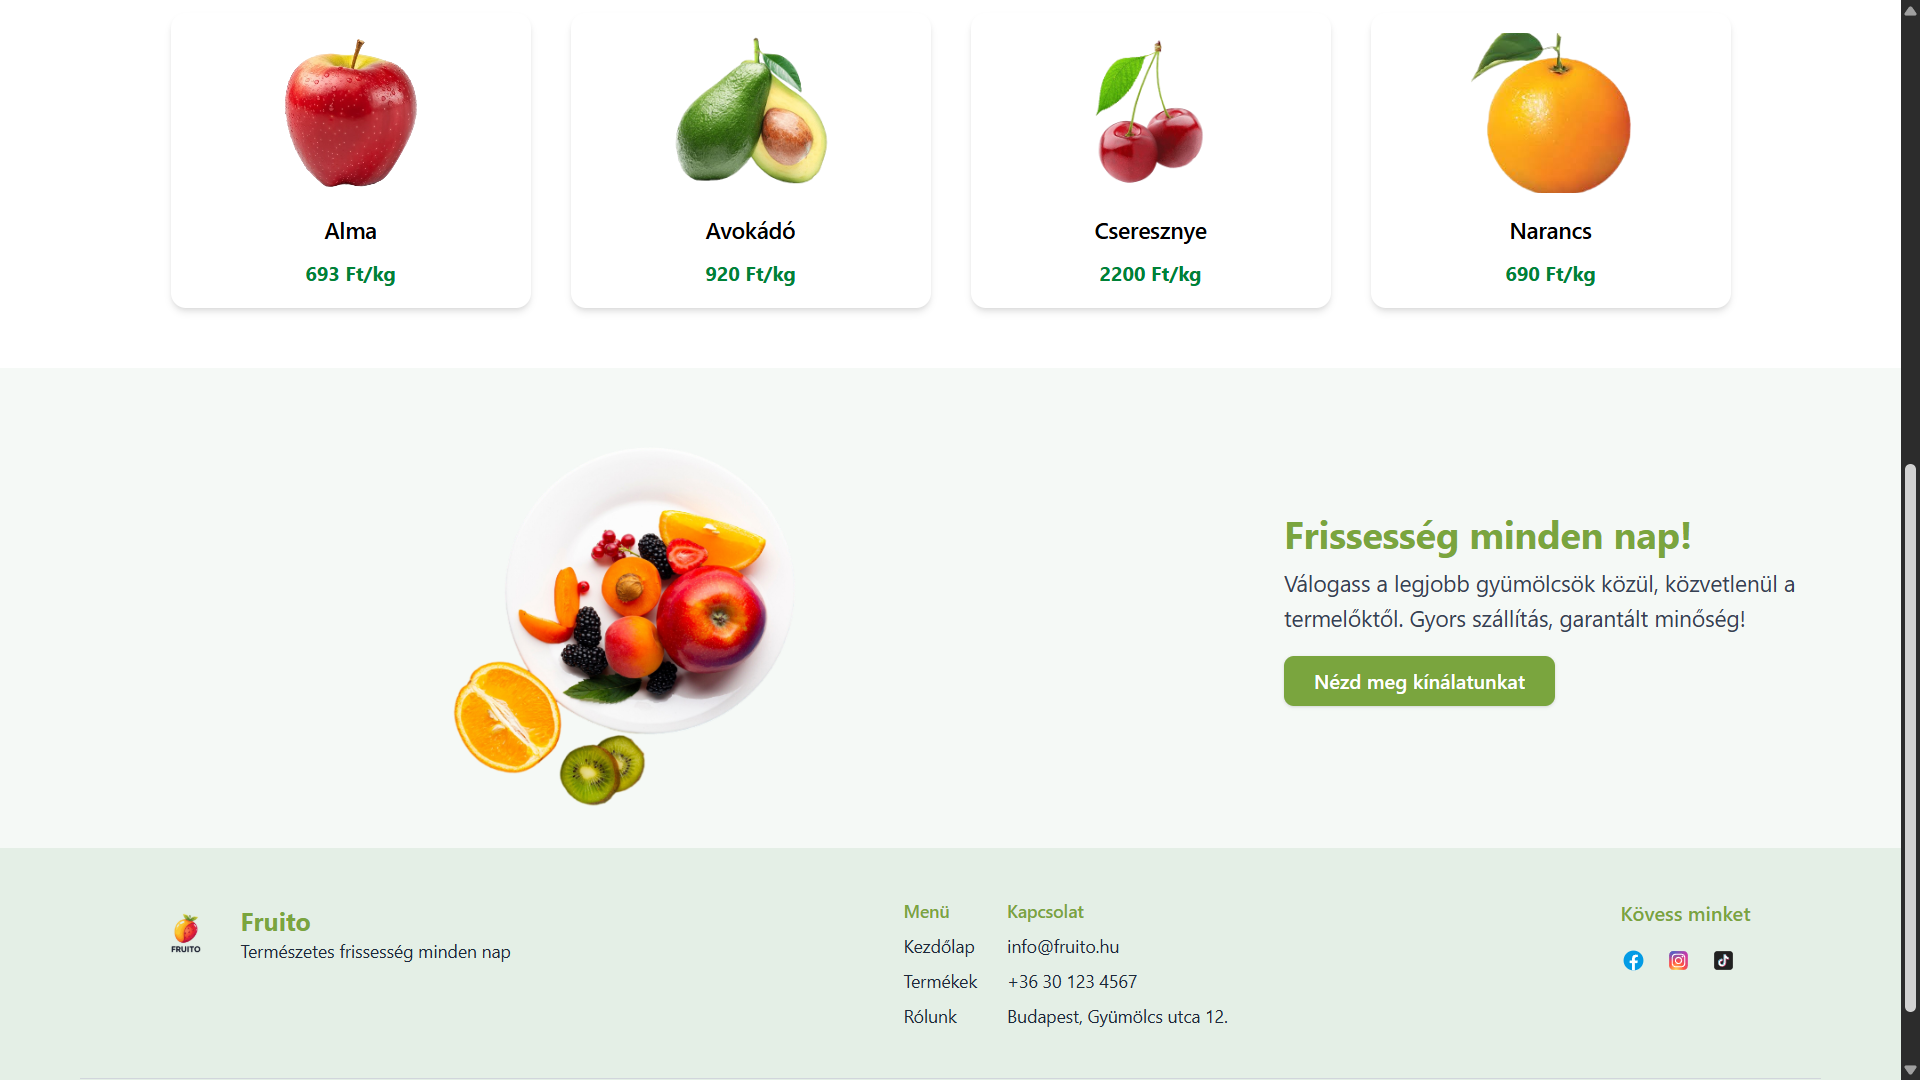 Alma
693 Ft/kg
Avokádó
920 Ft/kg
Cseresznye
2200 Ft/kg
Narancs
690 Ft/kg
Frissesség minden nap!
Válogass a legjobb gyümölcsök közül, közvetlenül a
termelőktől. Gyors szállítás, garantált minőség!
Nézd meg kínálatunkat
FRUITO
Fruito
Természetes frissesség minden nap
Menü
Kezdőlap
Termékek
Rólunk
Kapcsolat
info@fruito.hu
+36 30 123 4567
Budapest, Gyümölcs utca 12.
Kövess minket